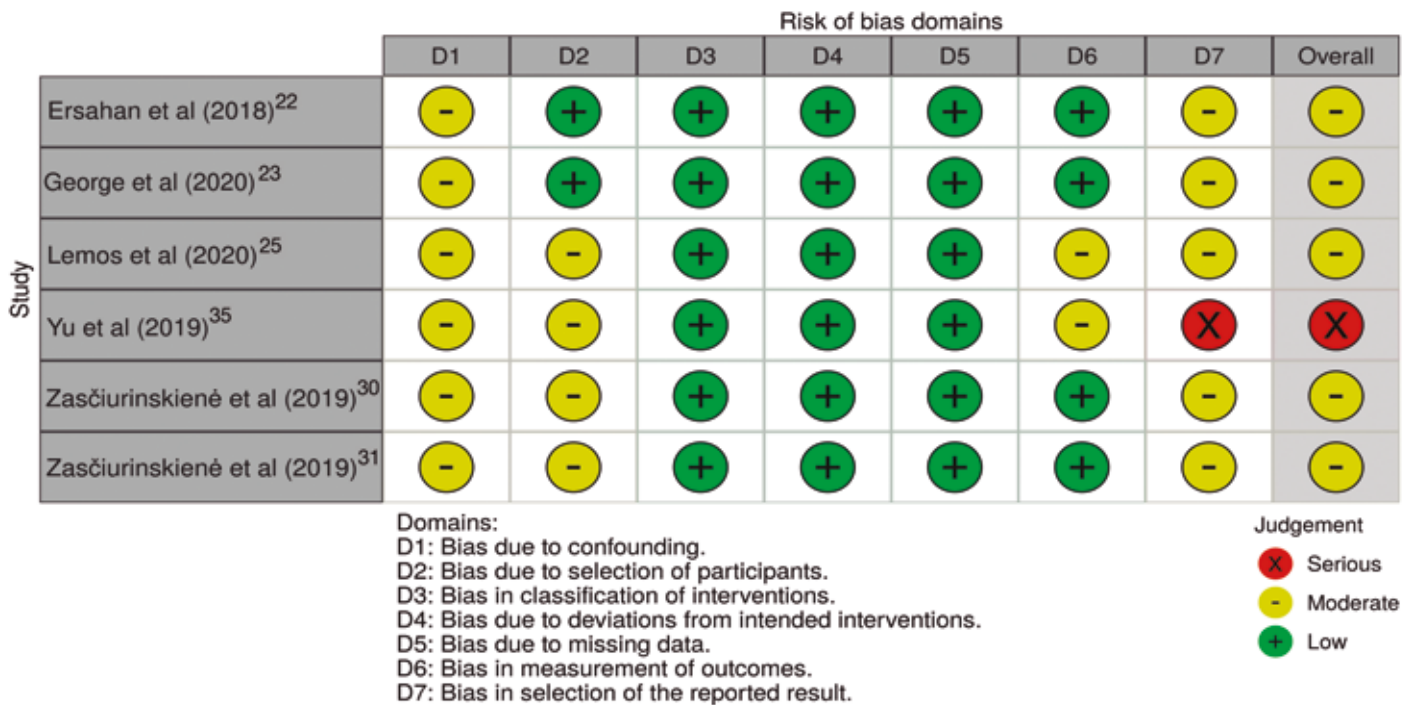 Risk of bias domains
D1 D2 D3 D4 D5 D6 D7 Overall
Study
Ersahan et al (2018)22 - + + + + + - -
George et al (2020)23 - + + + + + - -
Lemos et al (2020)25 - - + + + - - -
Yu et al (2019)35 - - + + + - X X
Zasčiurinskienė et al (2019)30 - - + + + + - -
Zasčiurinskienė et al (2019)31 - - + + + + - -
Domains:
D1: Bias due to confounding.
D2: Bias due to selection of participants.
D3: Bias in classification of interventions.
D4: Bias due to deviations from intended interventions.
D5: Bias due to missing data.
D6: Bias in measurement of outcomes.
D7: Bias in selection of the reported result.
Judgement
X Serious
- Moderate
+ Low